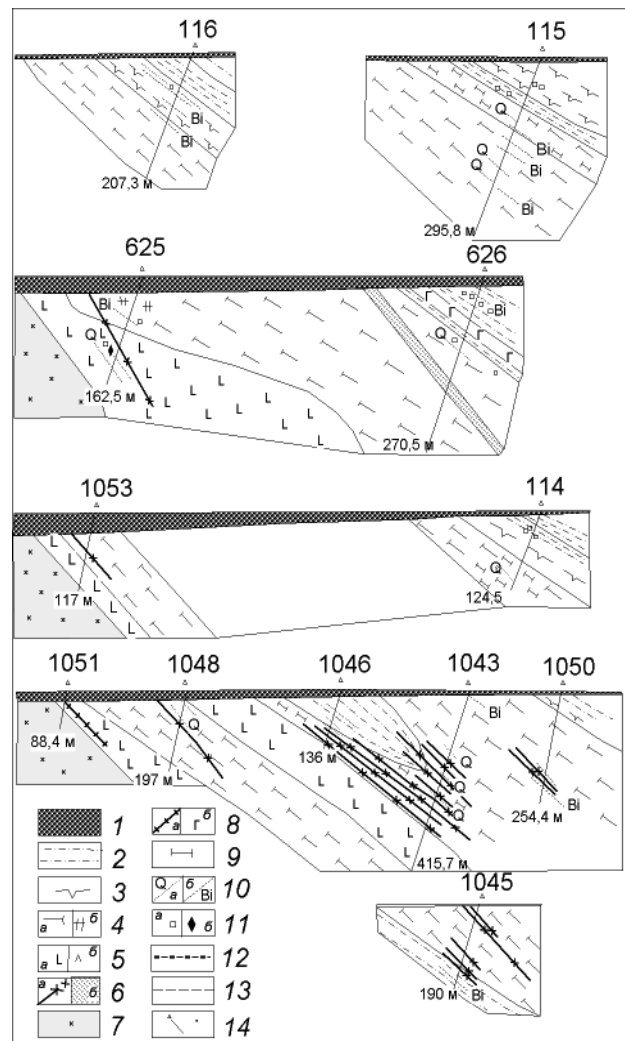 116 115
Q
Bi
Bi
Bi
Q
Q
Bi
Bi
207,3 м
295,8 м
625 626
L Bi Г Bi
Q L
L
Г
L Q
L L
L
Г
L L
L L L
162,5 м
L L
L L L
270,5 м
1053 114
L
L
L
L
Q
117 м
124,5
L
1051 1048 1046 1043 1050
Bi
L Q
L
L
L
88,4 м
136 м
Q
L
L
197 м
L
Q
L
L
L
Q
254,4 м
Bi
L
L
415,7 м
1045
190 м
Bi
1 а б Г 8
2 9
3 Q а б Bi 10
а б 4 а б 11
а L б 5 12
а б 6 13
7 14